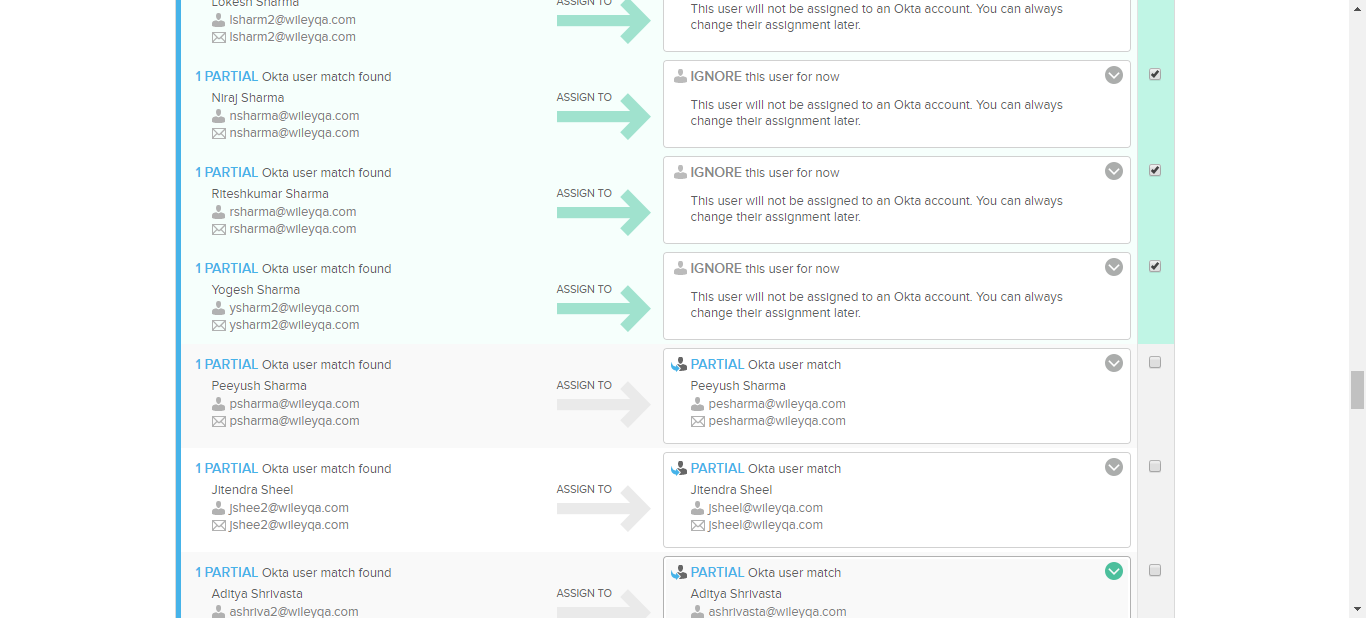 Lokesh Sharma
lsharm2@wileyqa.com
lsharm2@wileyqa.com
ASSIGN TO
This user will not be assigned to an Okta account. You can always
change their assignment later.
1 PARTIAL Okta user match found
Niraj Sharma
nsharma@wileyqa.com
nsharma@wileyqa.com
ASSIGN TO
IGNORE this user for now
This user will not be assigned to an Okta account. You can always
change their assignment later.
1 PARTIAL Okta user match found
Riteshkumar Sharma
rsharma@wileyqa.com
rsharma@wileyqa.com
ASSIGN TO
IGNORE this user for now
This user will not be assigned to an Okta account. You can always
change their assignment later.
1 PARTIAL Okta user match found
Yogesh Sharma
ysharm2@wileyqa.com
ysharm2@wileyqa.com
ASSIGN TO
IGNORE this user for now
This user will not be assigned to an Okta account. You can always
change their assignment later.
1 PARTIAL Okta user match found
Peeyush Sharma
psharma@wileyqa.com
psharma@wileyqa.com
ASSIGN TO
PARTIAL Okta user match
Peeyush Sharma
pesharma@wileyqa.com
pesharma@wileyqa.com
1 PARTIAL Okta user match found
Jitendra Sheel
jshee2@wileyqa.com
jshee2@wileyqa.com
ASSIGN TO
PARTIAL Okta user match
Jitendra Sheel
jsheel@wileyqa.com
jsheel@wileyqa.com
1 PARTIAL Okta user match found
Aditya Shrivasta
ashriva2@wileyqa.com
ASSIGN TO
PARTIAL Okta user match
Aditya Shrivasta
ashrivasta@wileyqa.com